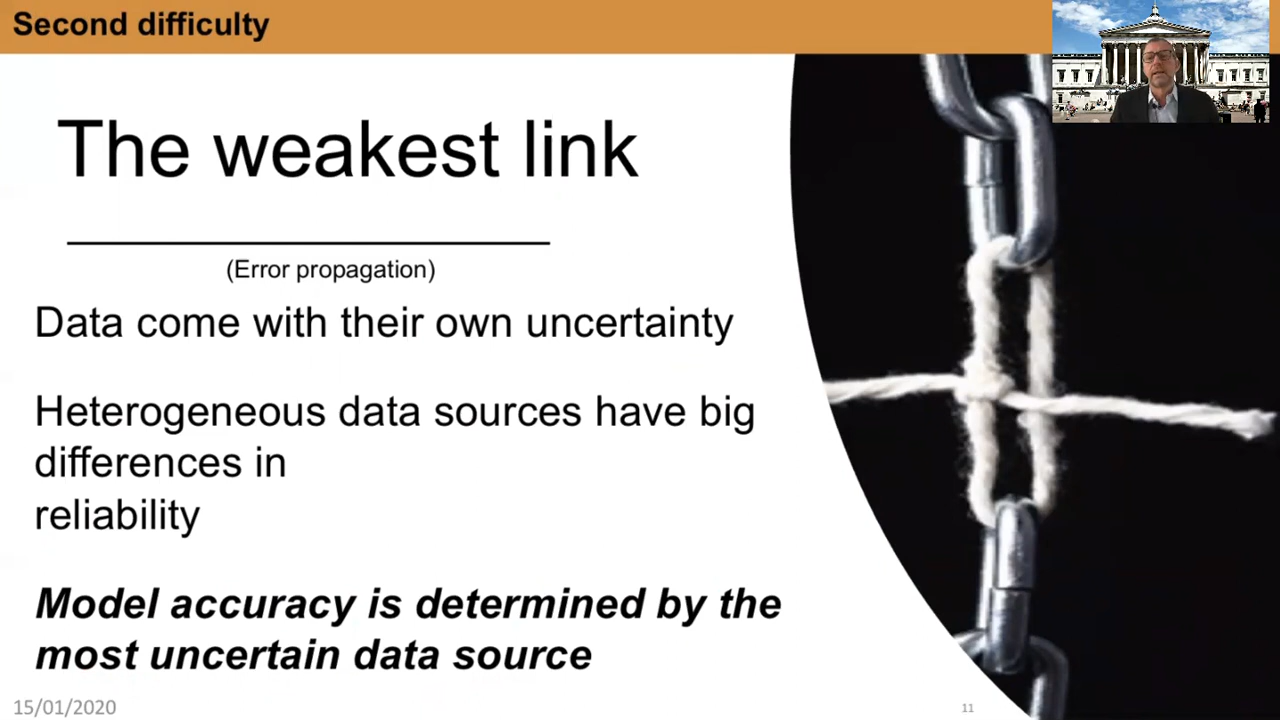 Second difficulty
The weakest link
(Error propagation)
Data come with their own uncertainty
Heterogeneous data sources have big
differences in
reliability
Model accuracy is determined by the
most uncertain data source
15/01/2020
11